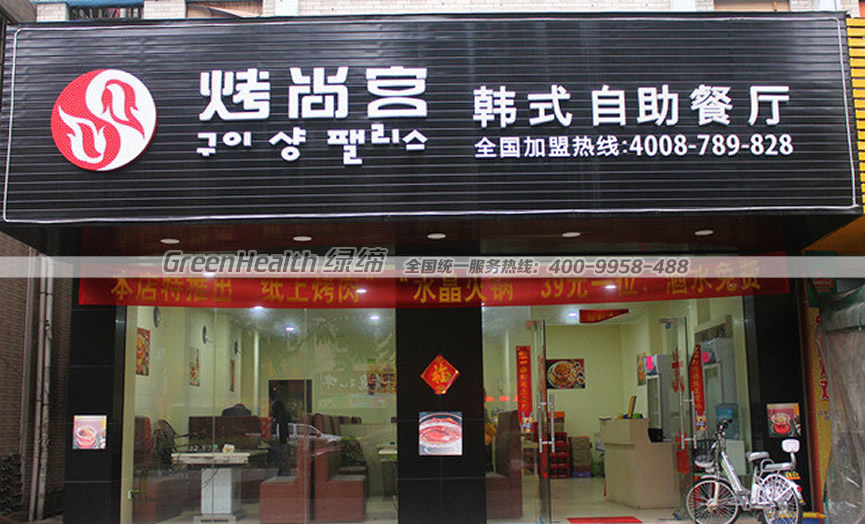 烤尚宫
구이 샹 팰리스
韩式自助餐厅
全国加盟热线:4008-789-828
GreenHealth 绿缔 全国统一服务热线: 400-9958-488
本店特推出 纸上烤肉 “水晶火锅 39元一位，酒水免费